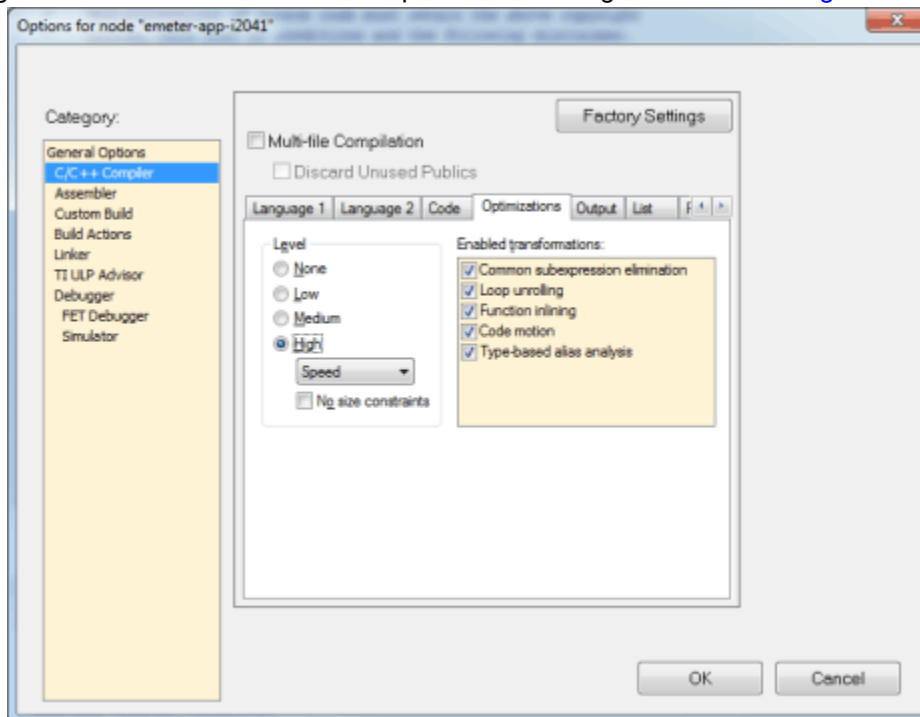 Options for node "emeter-app-i2041"
Category:
General Options
C/C++ Compiler
Assembler
Custom Build
Build Actions
Linker
TI ULP Advisor
Debugger
FET Debugger
Simulator
Factory Settings
Multi-file Compilation
Discard Unused Publics
Language 1
Language 2
Code
Optimizations
Output
List
Level
None
Low
Medium
High
Speed
No size constraints
Enabled transformations:
Common subexpression elimination
Loop unrolling
Function inlining
Code motion
Type-based alias analysis
OK
Cancel